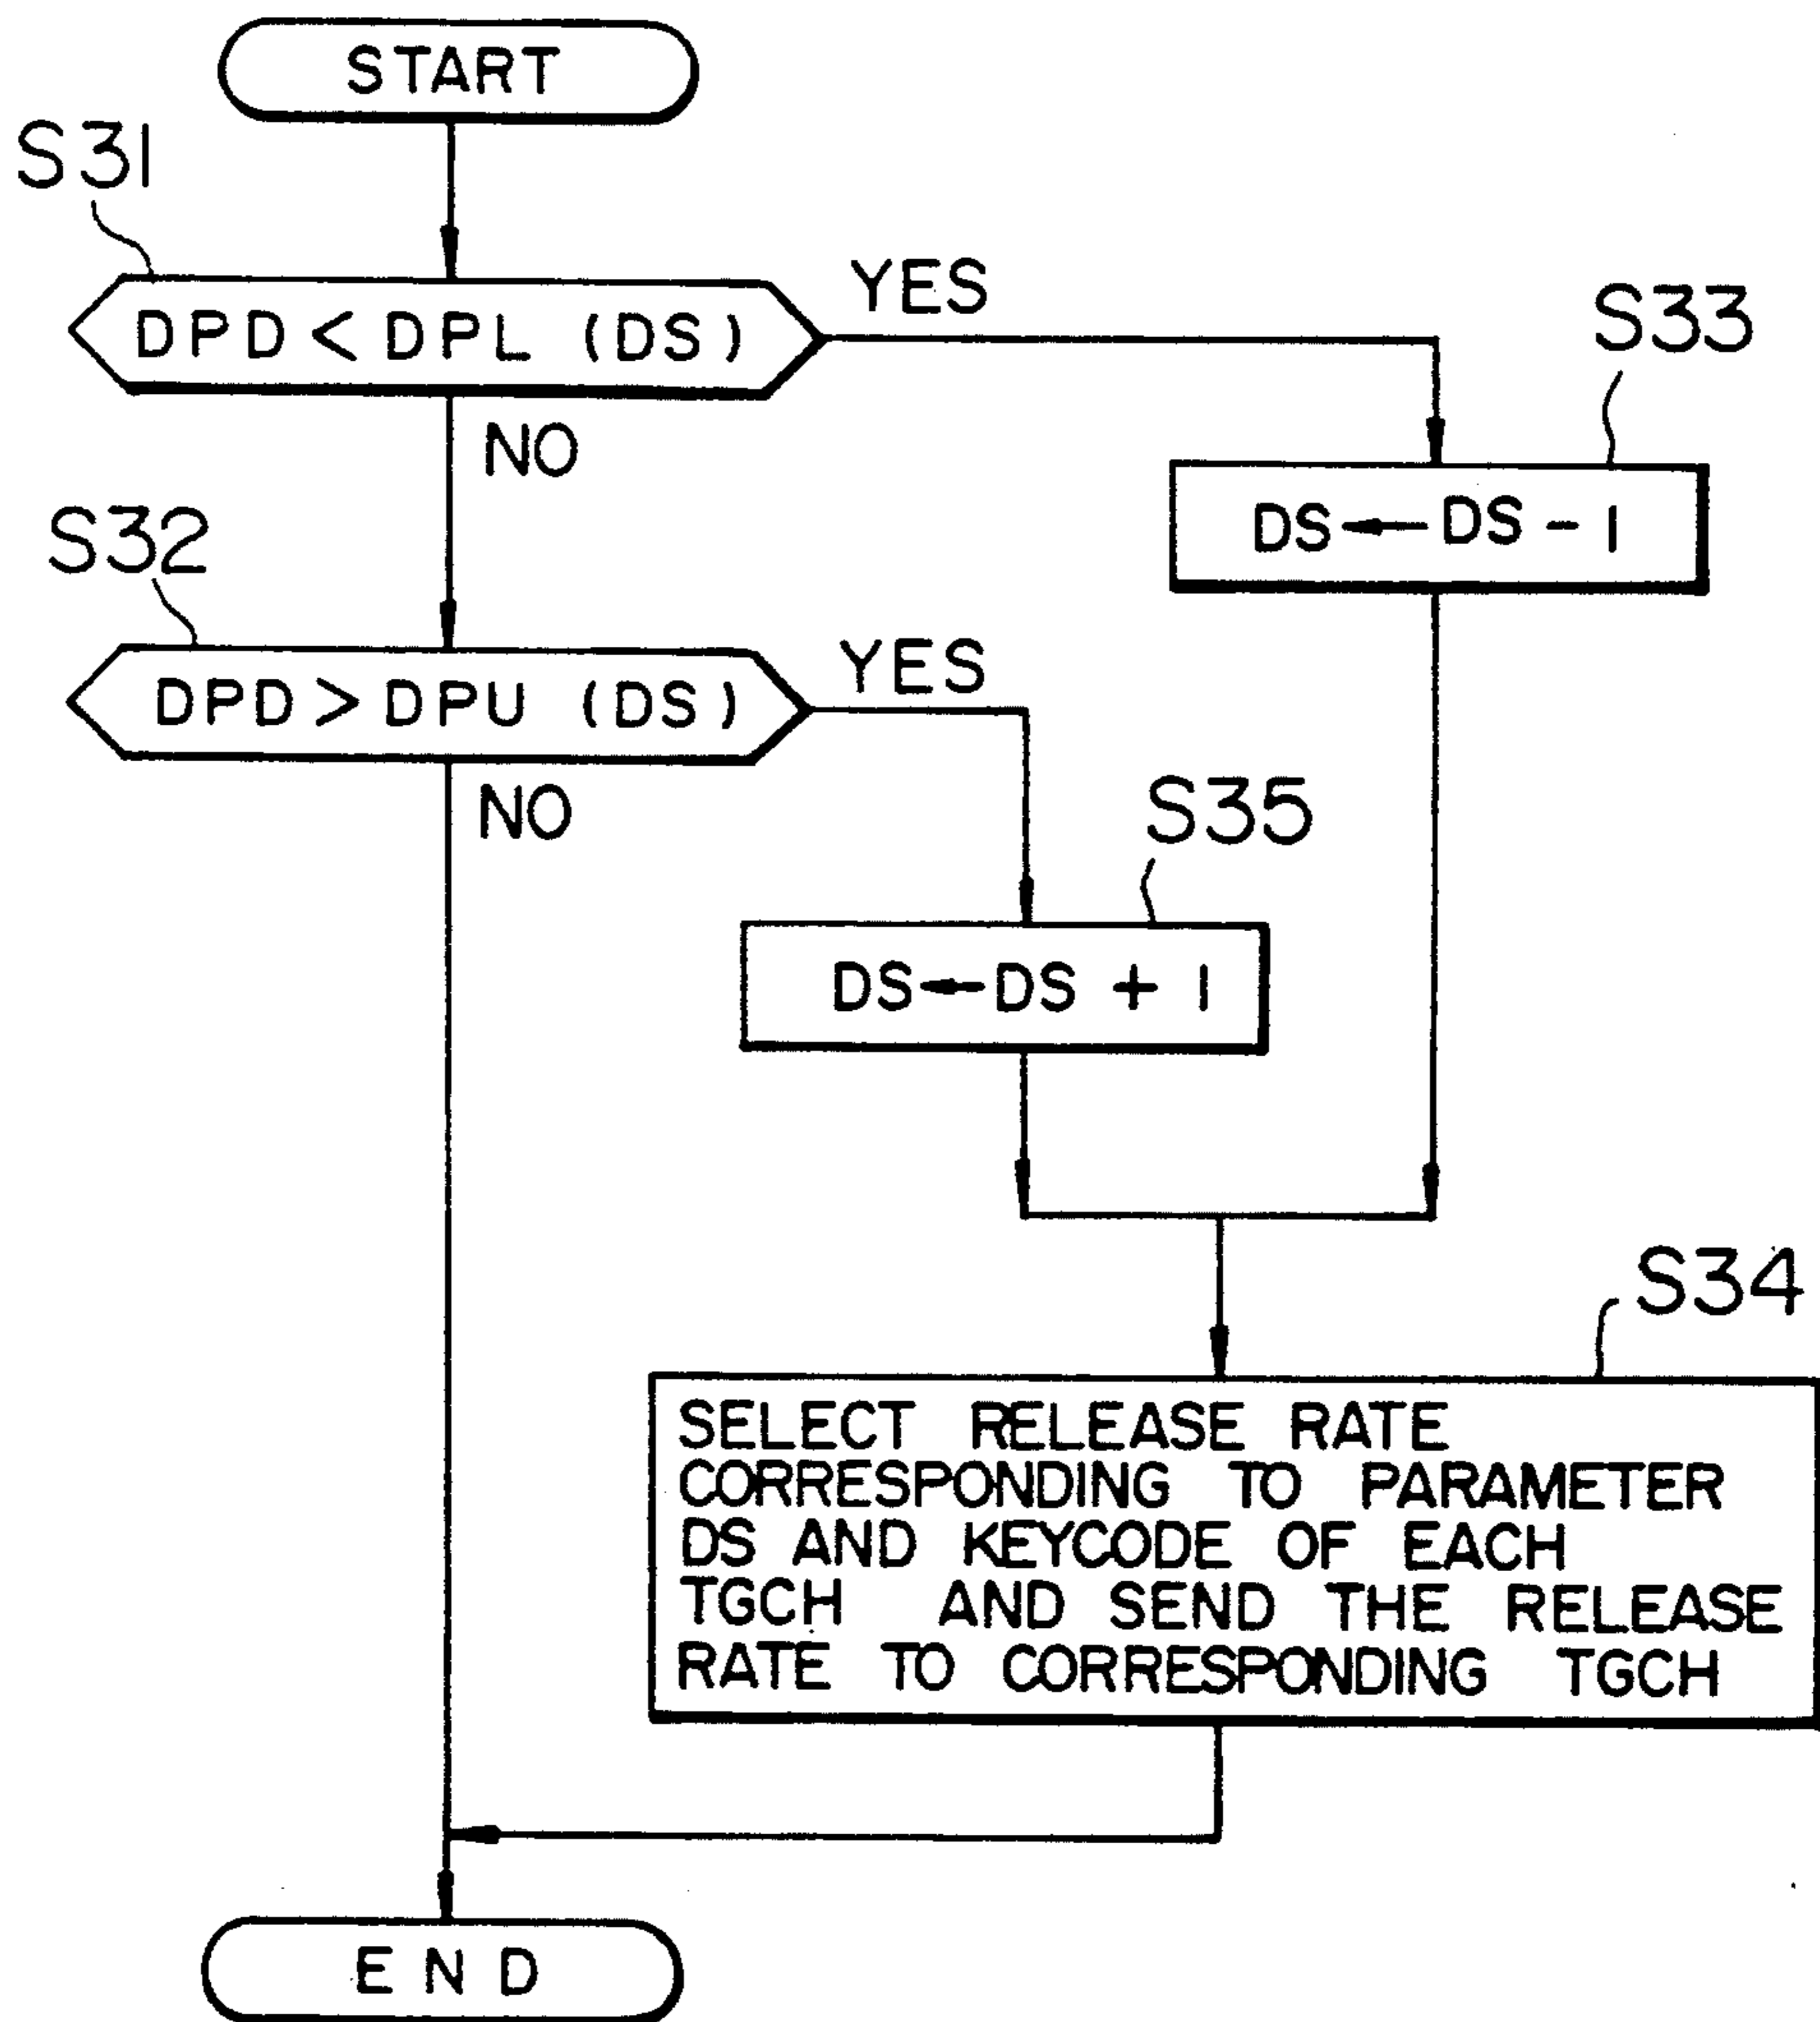 START
S31
DPD < DPL (DS)
YES
S33
NO
DS ← DS - 1
S32
DPD > DPU (DS)
YES
NO
S35
DS ← DS + 1
S34
SELECT RELEASE RATE
CORRESPONDING TO PARAMETER
DS AND KEYCODE OF EACH
TGCH AND SEND THE RELEASE
RATE TO CORRESPONDING TGCH
END